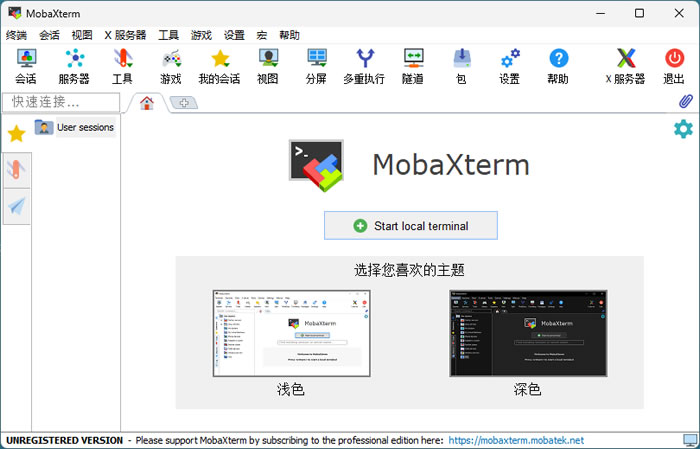 MobaXterm
终端 会话 视图 X 服务器 工具 游戏 设置 宏 帮助
会话 服务器 工具 游戏 我的会话 视图 分屏 多重执行 隧道 包 设置 帮助 X 服务器 退出
快速连接...
User sessions
>_
MobaXterm
Start local terminal
选择您喜欢的主题
MobaXterm
MobaXterm
浅色
深色
UNREGISTERED VERSION - Please support MobaXterm by subscribing to the professional edition here: https://mobaxterm.mobatek.net